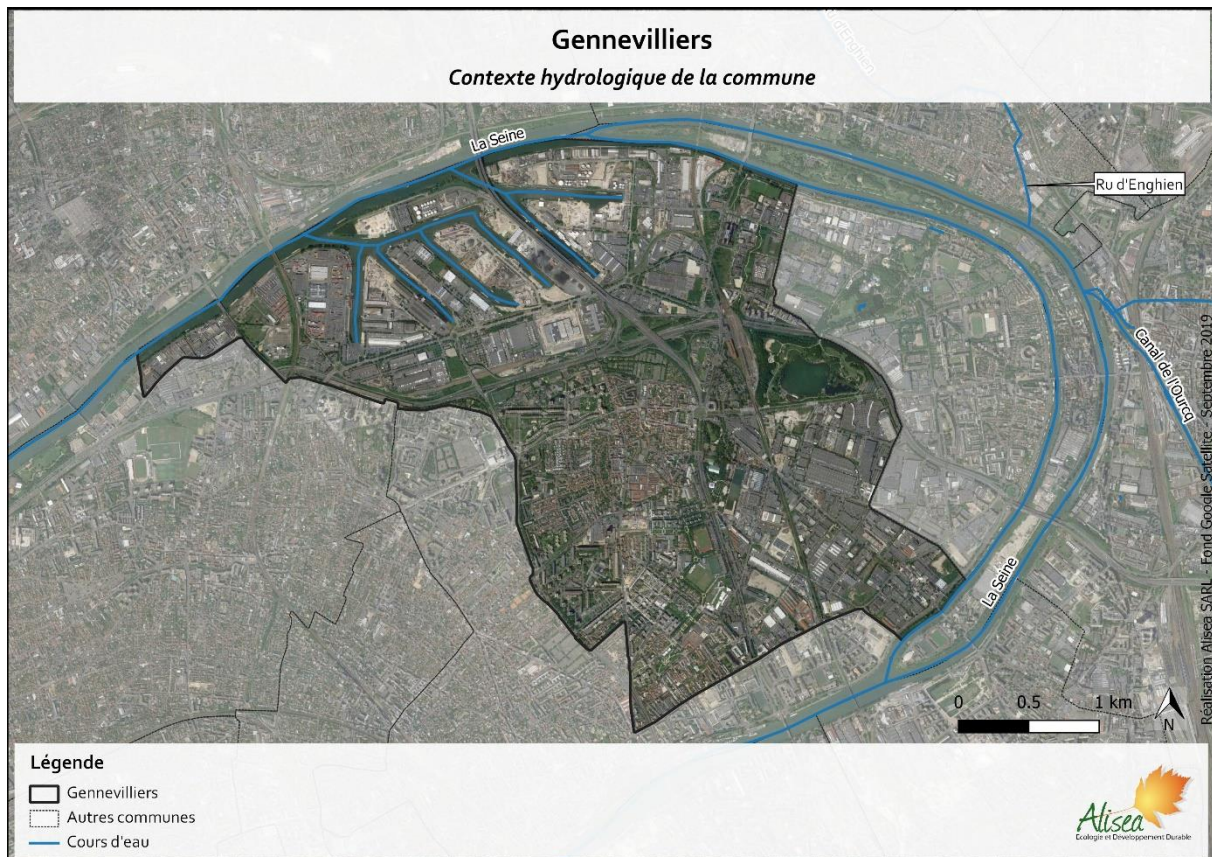 Gennevilliers
Contexte hydrologique de la commune
d'Enghien
La Seine
Ru d'Enghien
Canal de l'Ourcq
La Seine
0 0.5 1 km
N
Réalisation Alisea SARL - Fond Google Satellite - Septembre 2019
Légende
Gennevilliers
Autres communes
Cours d'eau
Alisea
Ecologie et Développement Durable